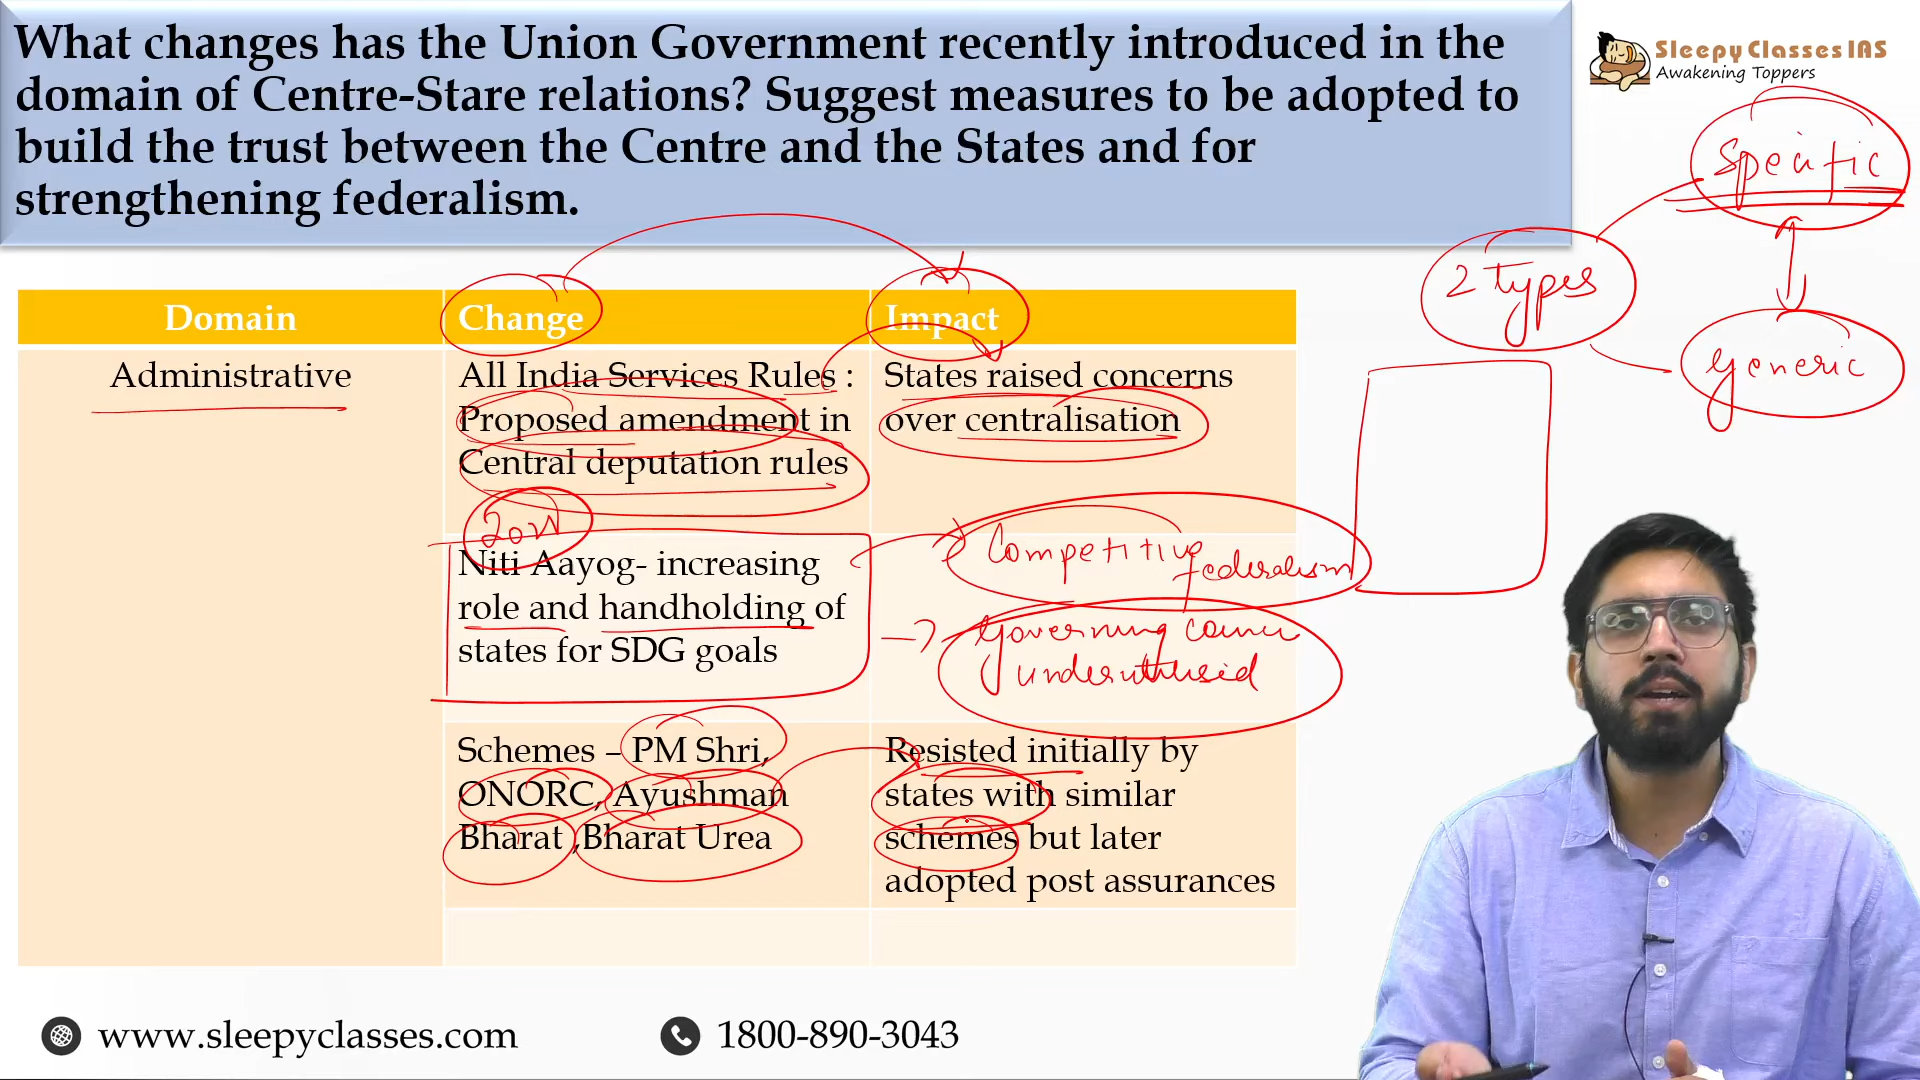 What changes has the Union Government recently introduced in the
domain of Centre-Stare relations? Suggest measures to be adopted to
build the trust between the Centre and the States and for
strengthening federalism.
Sleepy Classes IAS
Awakening Toppers
Specific
2 types
generic
Domain
Change
Impact
Administrative
All India Services Rules :
Proposed amendment in
Central deputation rules
States raised concerns
over centralisation
Niti Aayog- increasing
role and handholding of
states for SDG goals
Competitive
federalism
Governing
underutilised
Schemes – PM Shri,
ONORC, Ayushman
Bharat ,Bharat Urea
Resisted initially by
states with similar
schemes but later
adopted post assurances
www.sleepyclasses.com
1800-890-3043